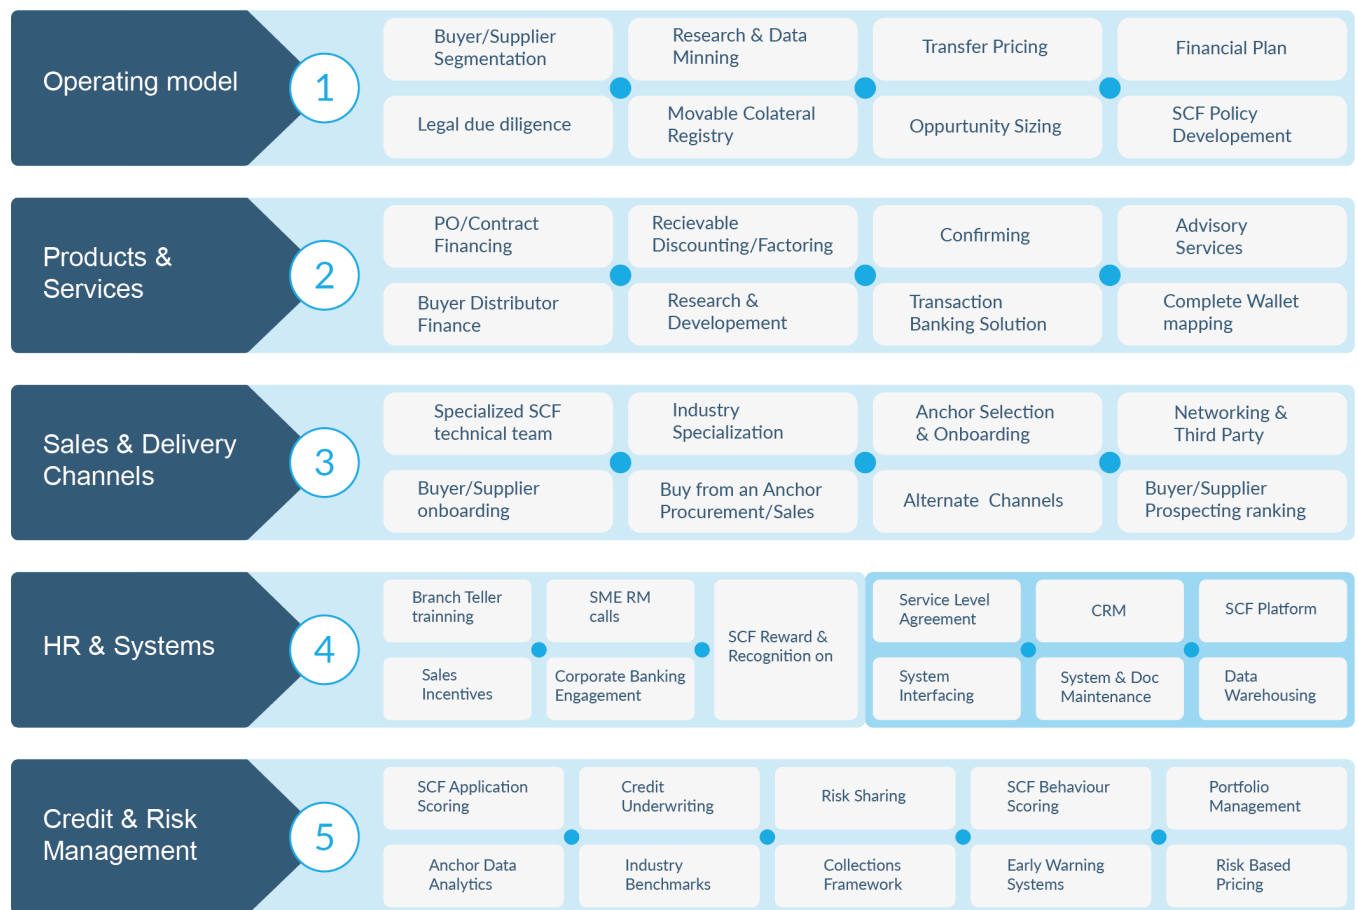 Operating model
1
Buyer/Supplier
Segmentation
Research & Data
Minning
Transfer Pricing
Financial Plan
Legal due diligence
Movable Colateral
Registry
Oppurtunity Sizing
SCF Policy
Developement
Products &
Services
2
PO/Contract
Financing
Recievable
Discounting/Factoring
Confirming
Advisory
Services
Buyer Distributor
Finance
Research &
Developement
Transaction
Banking Solution
Complete Wallet
mapping
Sales & Delivery
Channels
3
Specialized SCF
technical team
Industry
Specialization
Anchor Selection
& Onboarding
Networking &
Third Party
Buyer/Supplier
onboarding
Buy from an Anchor
Procurement/Sales
Alternate  Channels
Buyer/Supplier
Prospecting ranking
HR & Systems
4
Branch Teller
trainning
SME RM
calls
SCF Reward &
Recognition on
Service Level
Agreement
CRM
SCF Platform
Sales
Incentives
Corporate Banking
Engagement
System
Interfacing
System & Doc
Maintenance
Data
Warehousing
Credit & Risk
Management
5
SCF Application
Scoring
Credit
Underwriting
Risk Sharing
SCF Behaviour
Scoring
Portfolio
Management
Anchor Data
Analytics
Industry
Benchmarks
Collections
Framework
Early Warning
Systems
Risk Based
Pricing